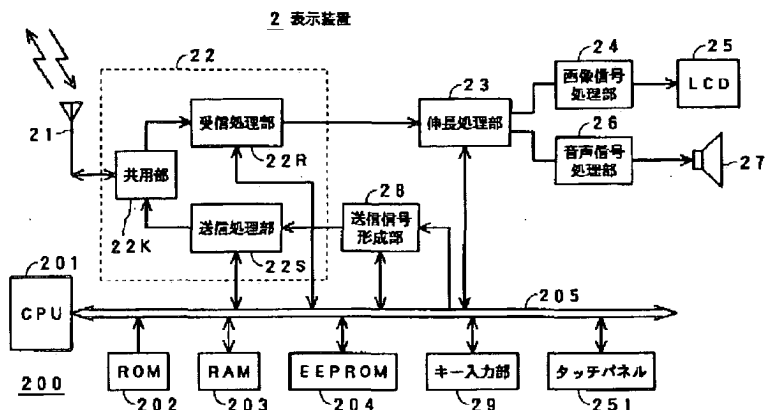 2 表示装置
22
24
25
21
受信処理部
22R
23
伸長処理部
画像信号
処理部
LCD
26
音声信号
処理部
27
共用部
22K
送信処理部
22S
28
送信信号
形成部
201
CPU
205
200
ROM
202
RAM
203
EEPROM
204
キー入力部
29
タッチパネル
251